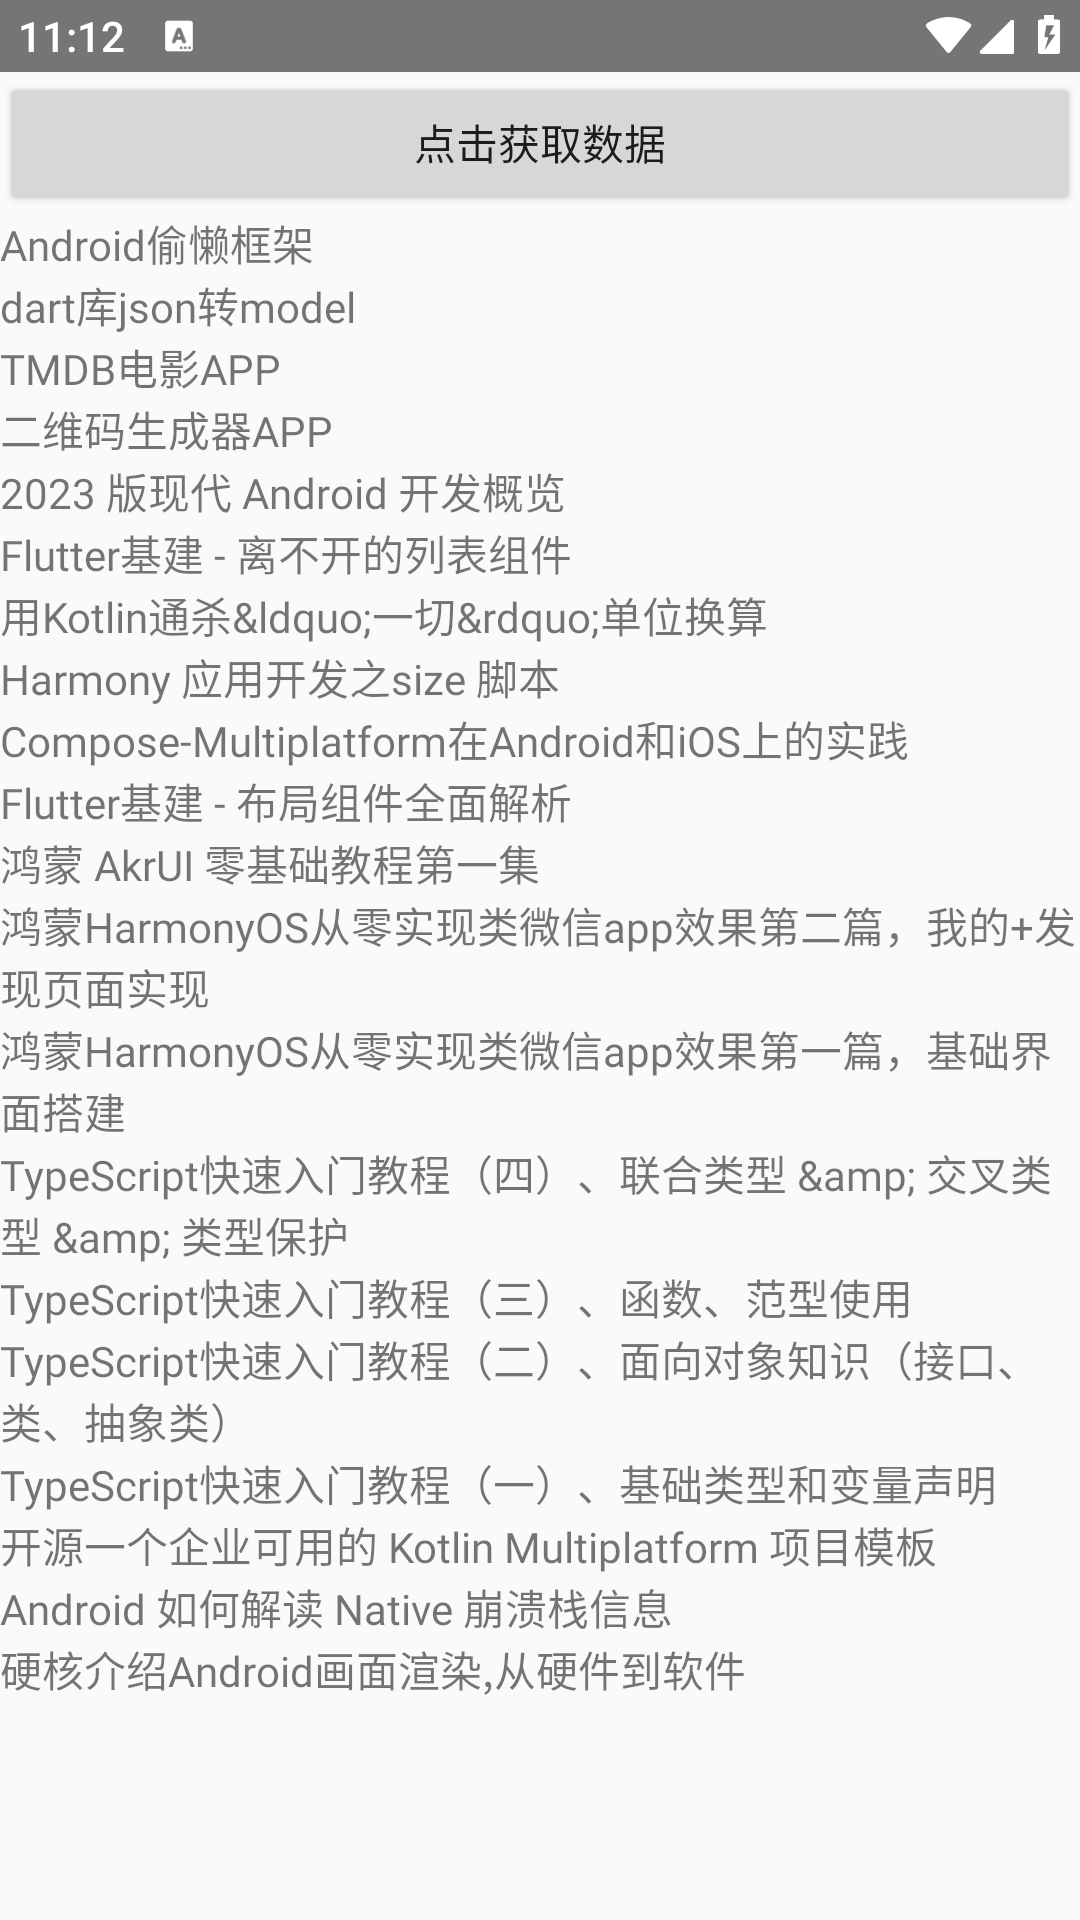 11:12
点击获取数据
Android偷懒框架
dart库json转model
TMDB电影APP
二维码生成器APP
2023 版现代 Android 开发概览
Flutter基建 - 离不开的列表组件
用Kotlin通杀&ldquo;一切&rdquo;单位换算
Harmony 应用开发之size 脚本
Compose-Multiplatform在Android和iOS上的实践
Flutter基建 - 布局组件全面解析
鸿蒙 AkrUI 零基础教程第一集
鸿蒙HarmonyOS从零实现类微信app效果第二篇，我的+发
现页面实现
鸿蒙HarmonyOS从零实现类微信app效果第一篇，基础界
面搭建
TypeScript快速入门教程（四）、联合类型 &amp; 交叉类
型 &amp; 类型保护
TypeScript快速入门教程（三）、函数、范型使用
TypeScript快速入门教程（二）、面向对象知识（接口、
类、抽象类）
TypeScript快速入门教程（一）、基础类型和变量声明
开源一个企业可用的 Kotlin Multiplatform 项目模板
Android 如何解读 Native 崩溃栈信息
硬核介绍Android画面渲染,从硬件到软件